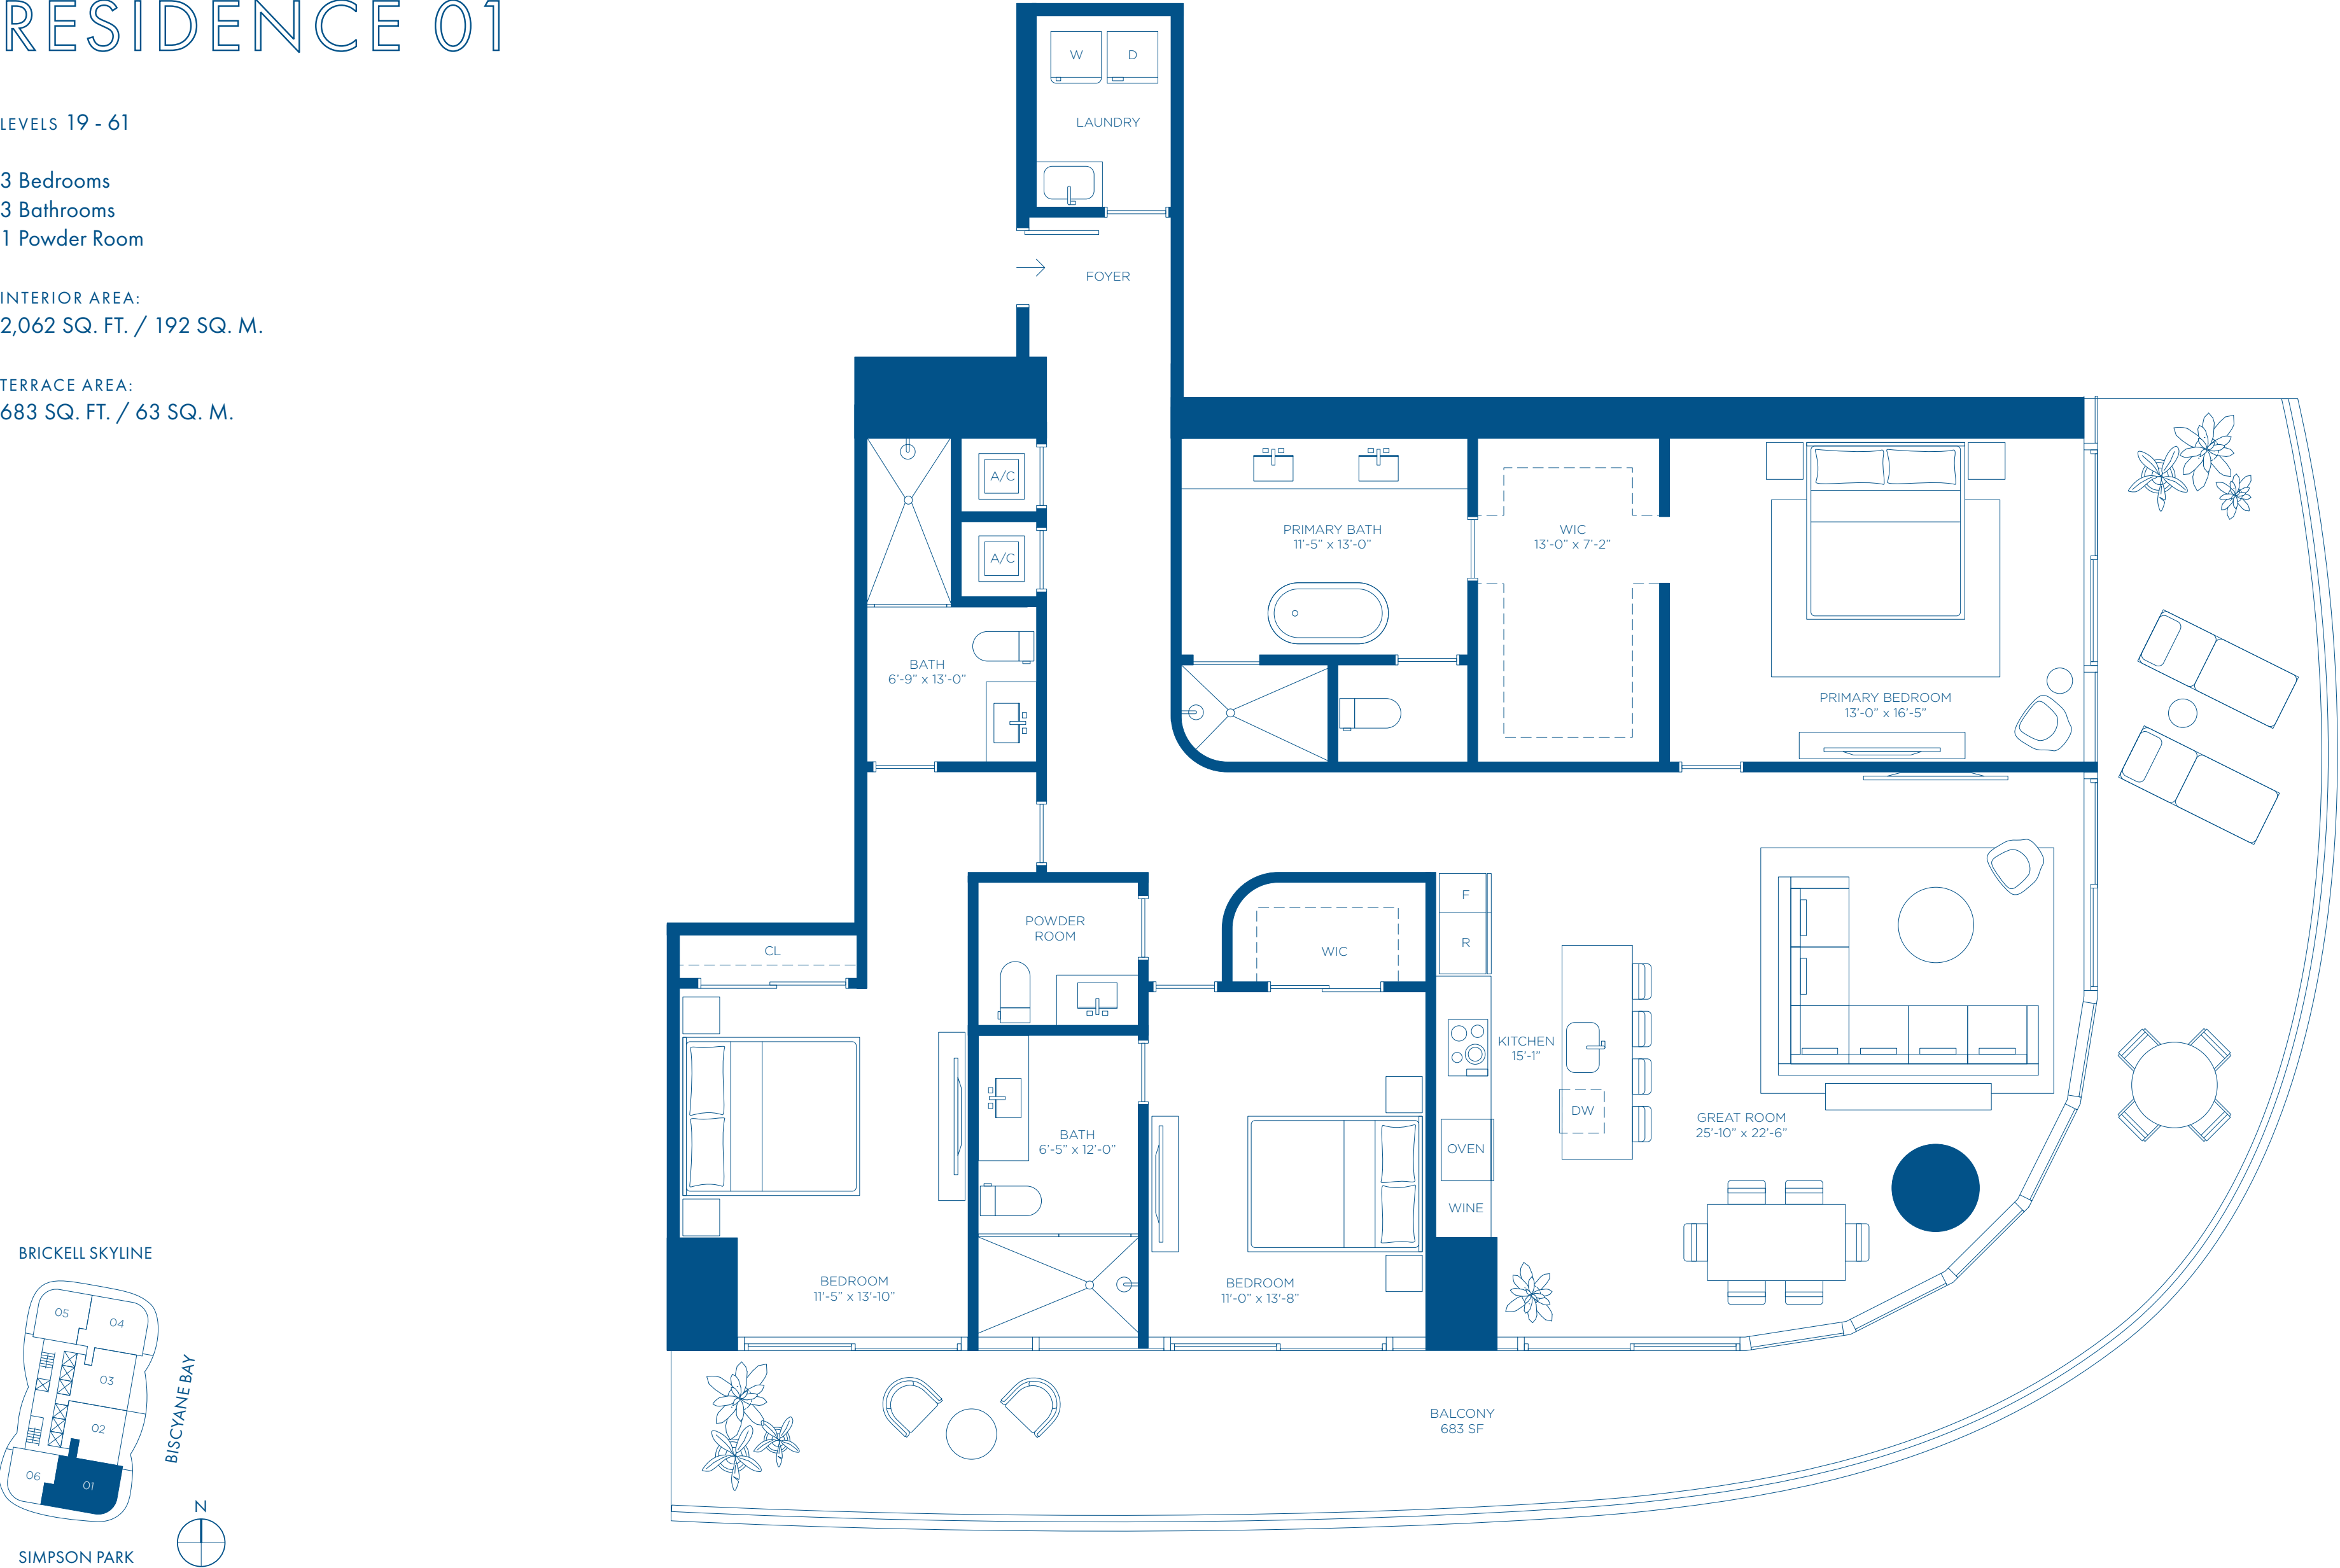 RESIDENCE 01
LEVELS 19 - 61
3 Bedrooms
3 Bathrooms
1 Powder Room
INTERIOR AREA:
2,062 SQ. FT. / 192 SQ. M.
TERRACE AREA:
683 SQ. FT. / 63 SQ. M.
W
D
LAUNDRY
FOYER
A/C
A/C
BATH
6'-9" x 13'-0"
PRIMARY BATH
11'-5" x 13'-0"
WIC
13'-0" x 7'-2"
PRIMARY BEDROOM
13'-0" x 16'-5"
CL
POWDER
ROOM
WIC
F
R
KITCHEN
15'-1"
DW
OVEN
WINE
GREAT ROOM
25'-10" x 22'-6"
BATH
6'-5" x 12'-0"
BEDROOM
11'-5" x 13'-10"
BEDROOM
11'-0" x 13'-8"
BALCONY
683 SF
BRICKELL SKYLINE
05
04
03
02
06
01
BISCYANE BAY
N
SIMPSON PARK